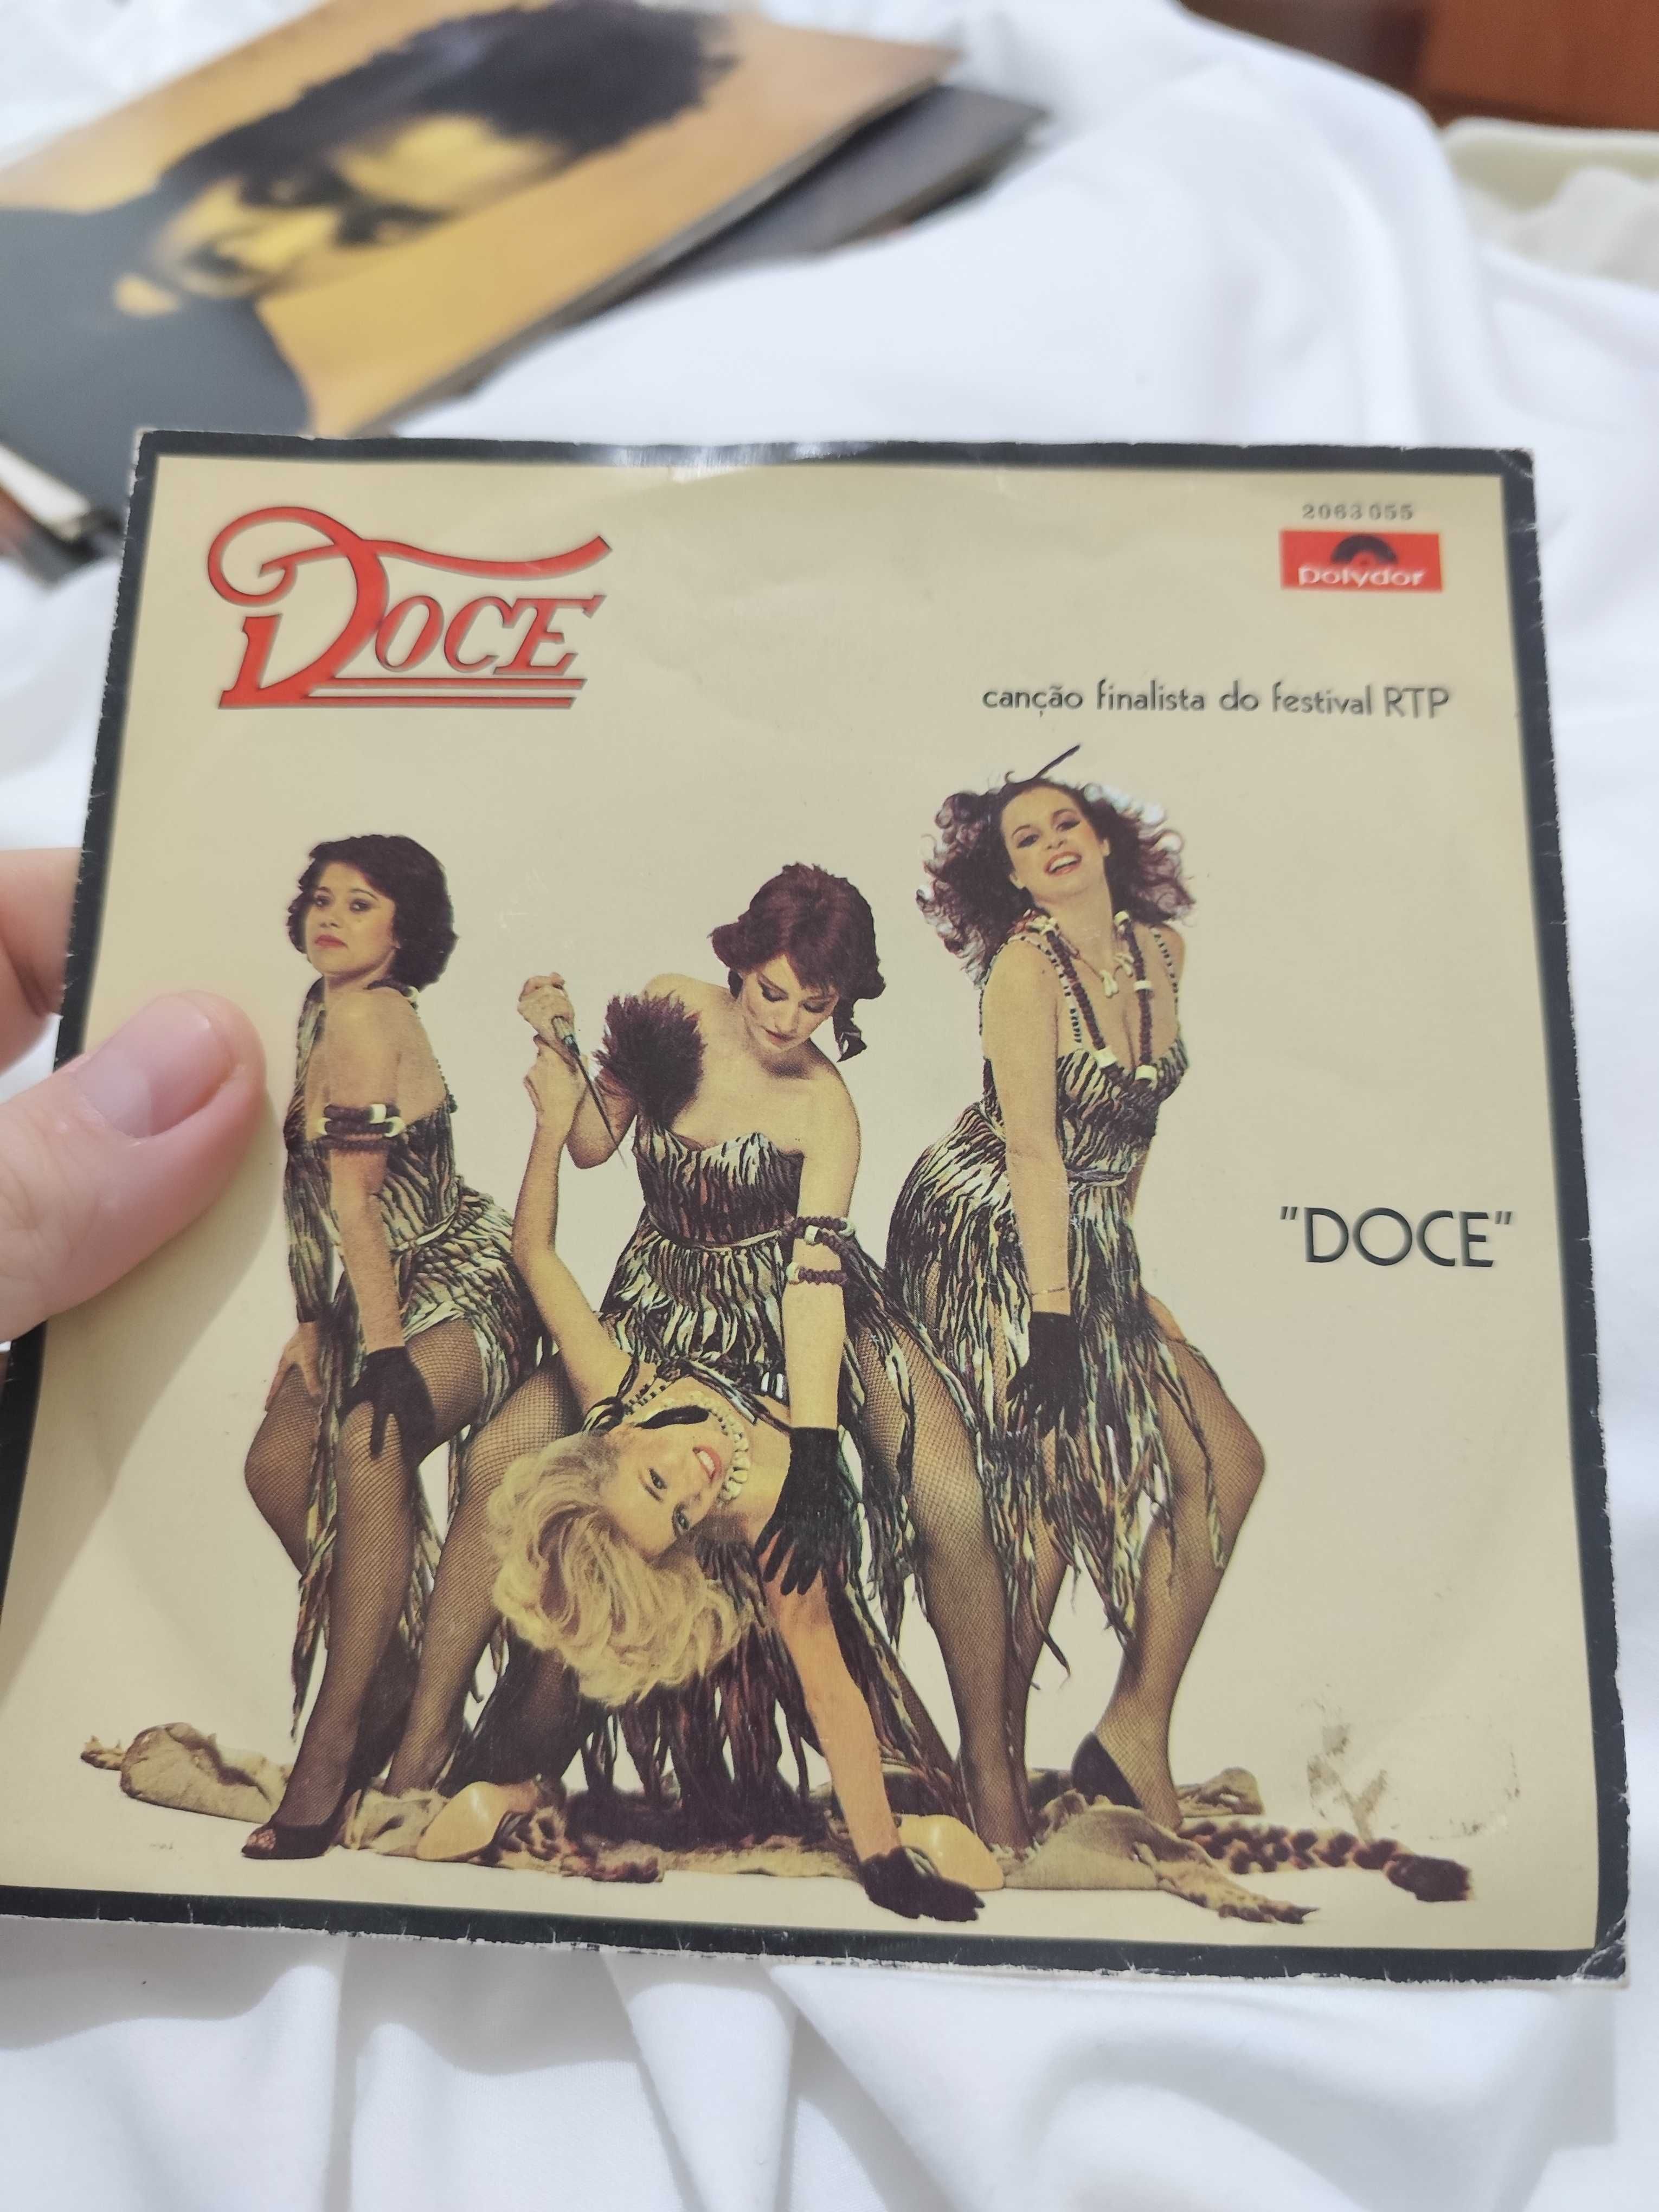 DOCE
2063 055
polydor
canção finalista do festival RTP
"DOCE"